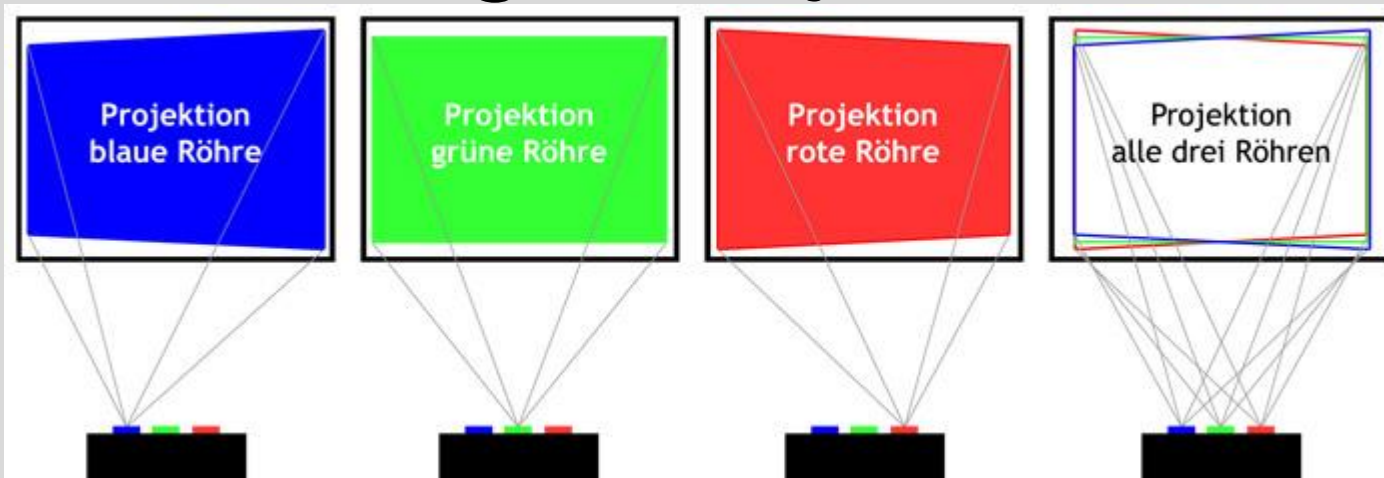 Projektion
blaue Röhre
Projektion
grüne Röhre
Projektion
rote Röhre
Projektion
alle drei Röhren